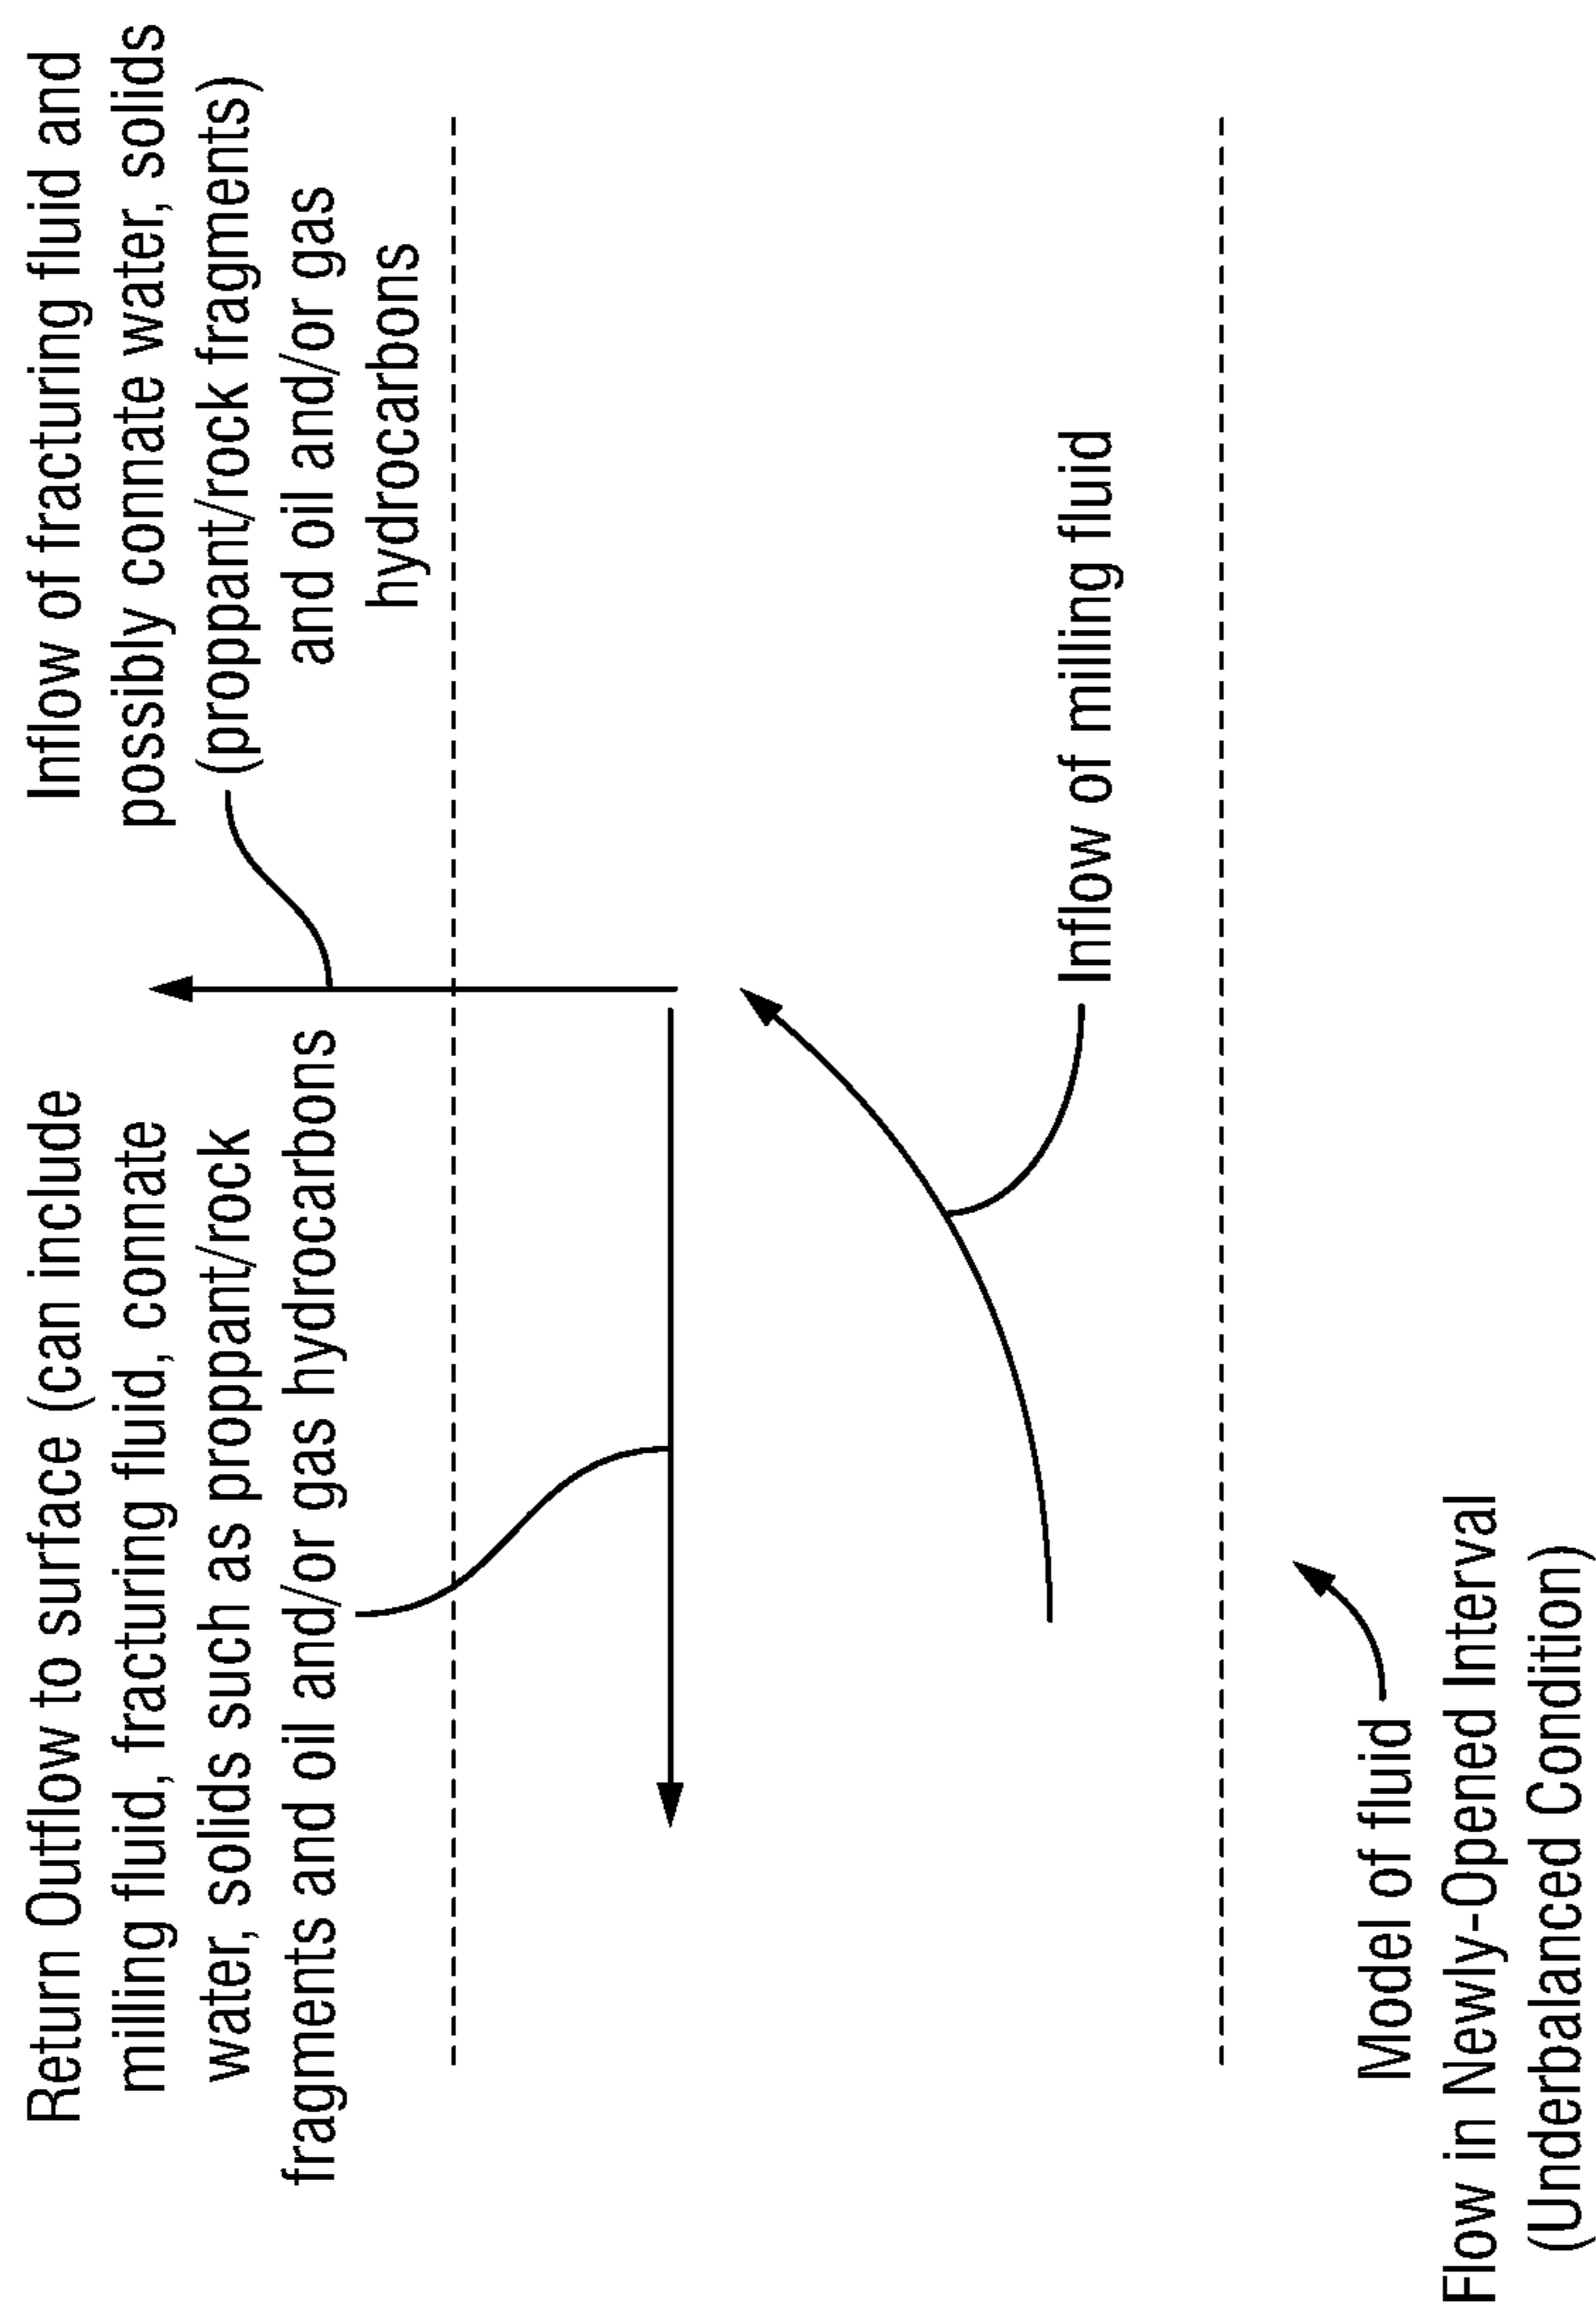 Return Outflow to surface (can include
milling fluid, fracturing fluid, connate
water, solids such as proppant/rock
fragments and oil and/or gas hydrocarbons
Inflow of fracturing fluid and
possibly connate water, solids
(proppant/rock fragments)
and oil and/or gas
hydrocarbons
Inflow of milling fluid
Model of fluid
Flow in Newly-Opened Interval
(Underbalanced Condition)